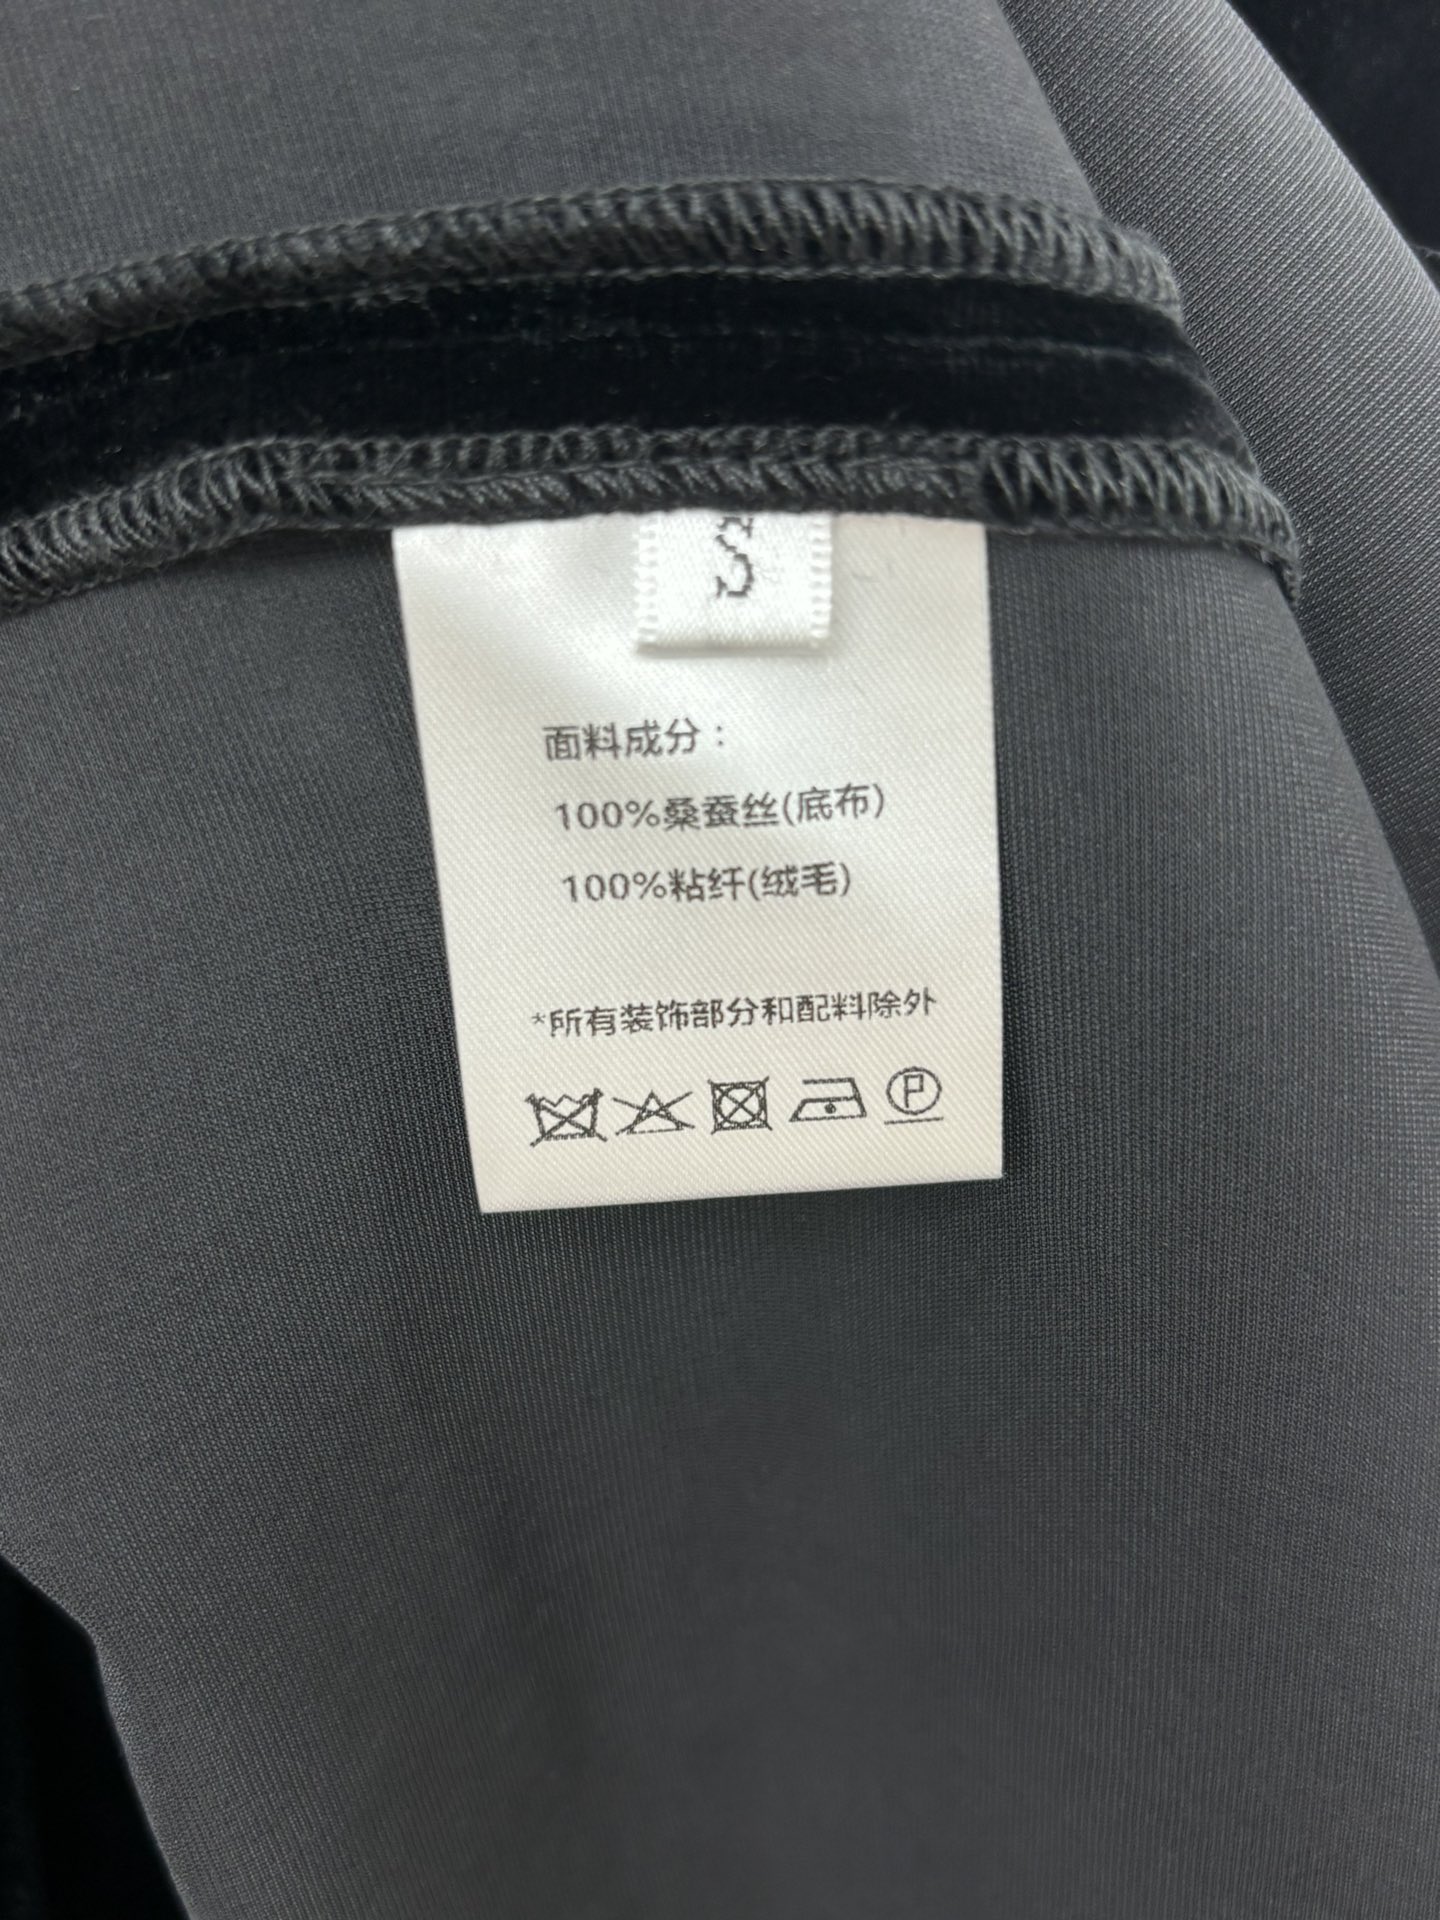 S
面料成分：
100%桑蚕丝(底布)
100%粘纤(绒毛)
*所有装饰部分和配料除外
P